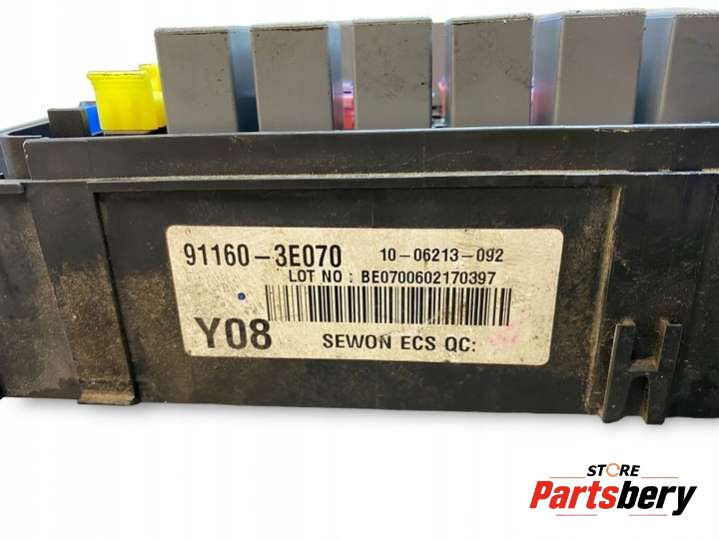 91160-3E070 10-06213-092
LOT NO : BE0700602170397
Y08 SEWON ECS QC:
H
STORE
Partsbery